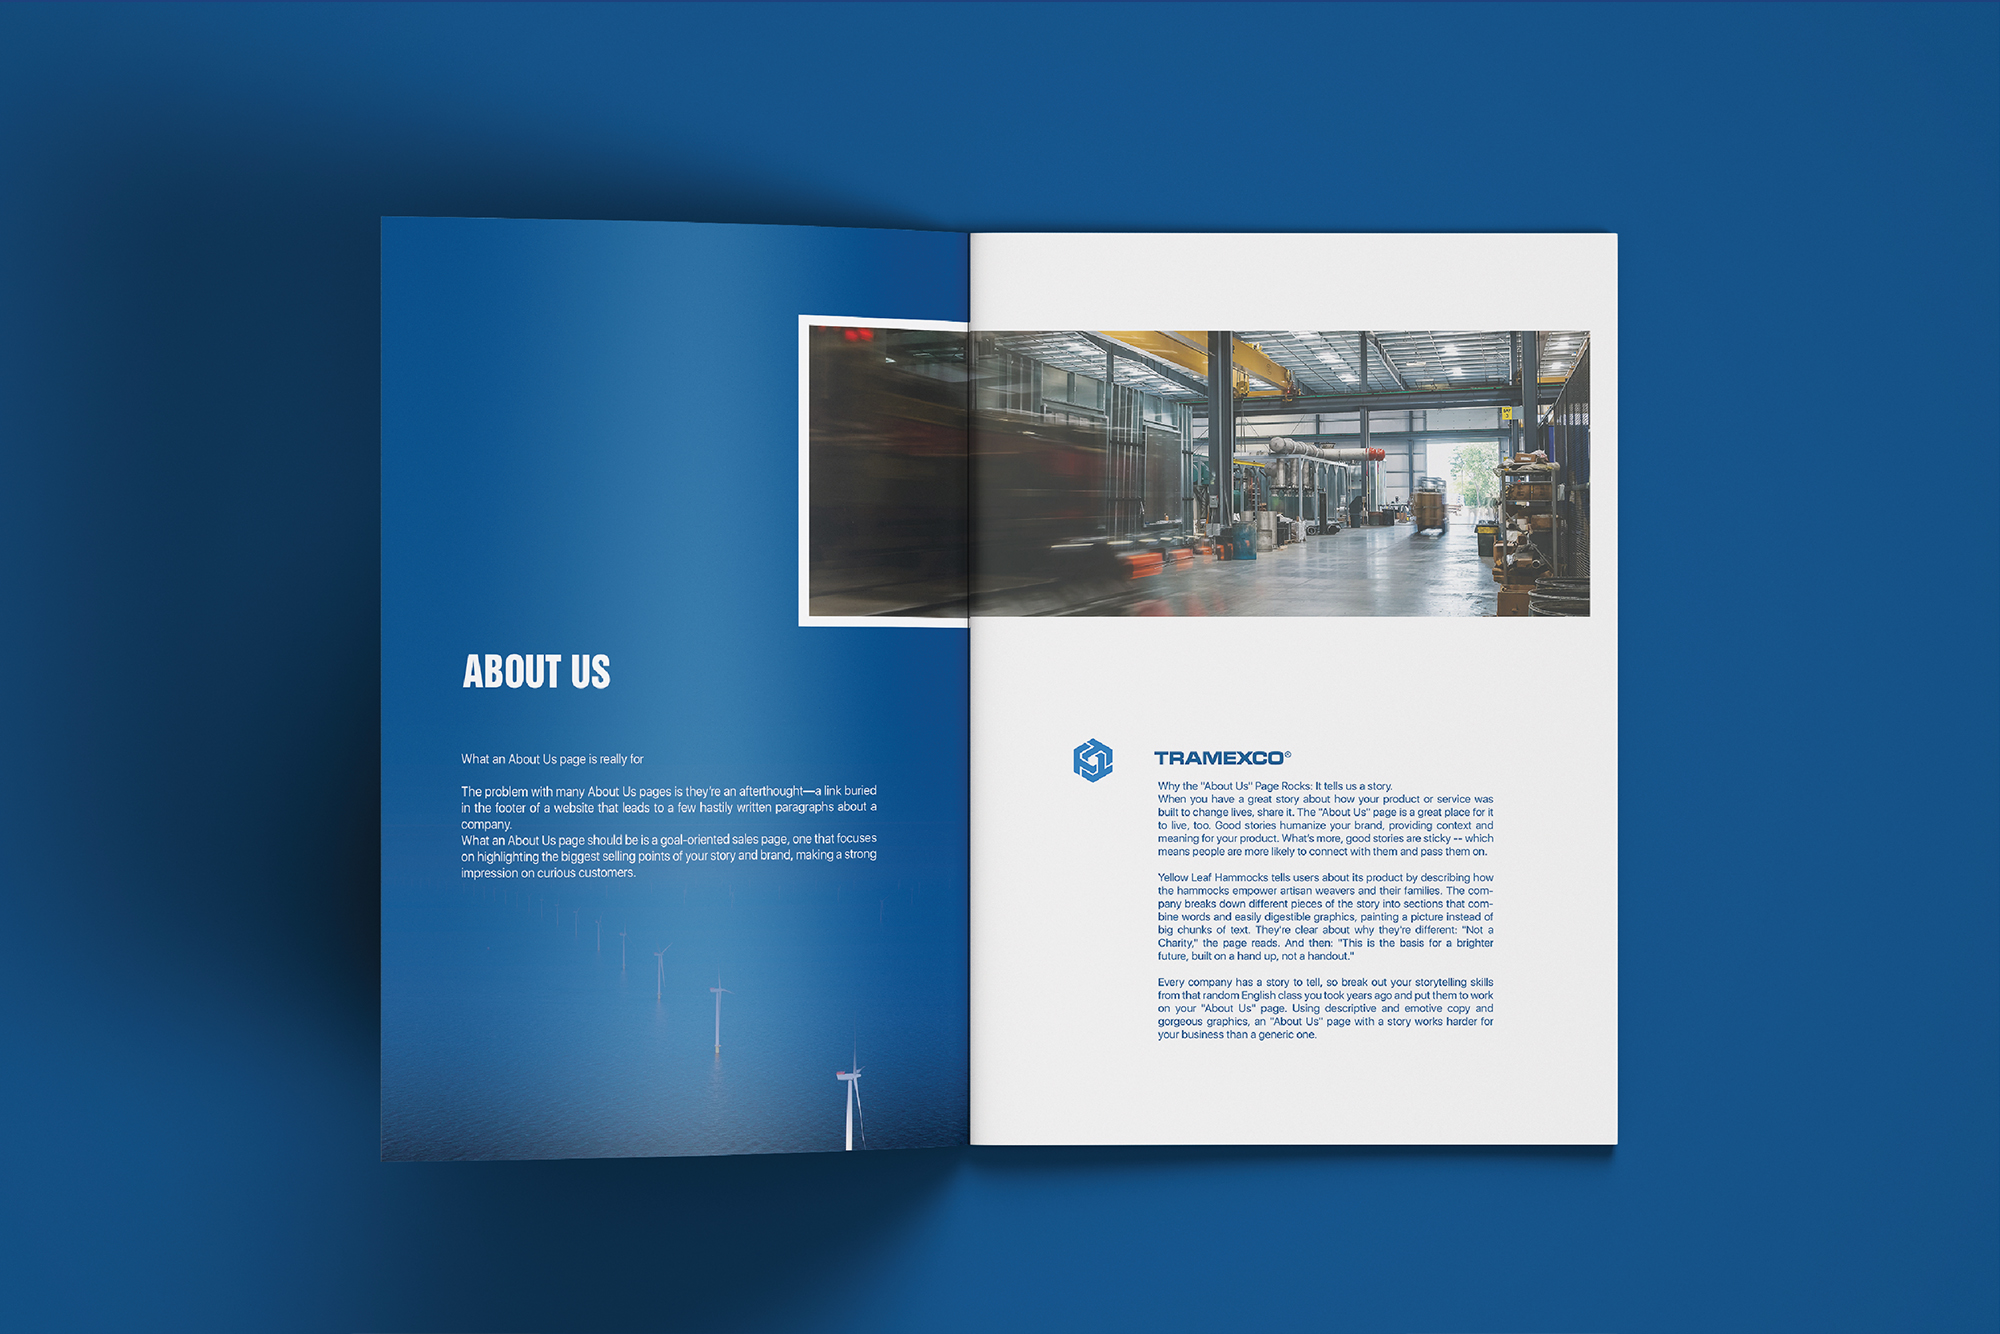 ABOUT US
What an About Us page is really for
The problem with many About Us pages is they're an afterthought—a link buried
in the footer of a website that leads to a few hastily written paragraphs about a
company.
What an About Us page should be is a goal-oriented sales page, one that focuses
on highlighting the biggest selling points of your story and brand, making a strong
impression on curious customers.
TRAMEXCO®
Why the "About Us" Page Rocks: It tells us a story.
When you have a great story about how your product or service was
built to change lives, share it. The "About Us" page is a great place for it
to live, too. Good stories humanize your brand, providing context and
meaning for your product. What's more, good stories are sticky -- which
means people are more likely to connect with them and pass them on.
Yellow Leaf Hammocks tells users about its product by describing how
the hammocks empower artisan weavers and their families. The com-
pany breaks down different pieces of the story into sections that com-
bine words and easily digestible graphics, painting a picture instead of
big chunks of text. They're clear about why they're different: "Not a
Charity," the page reads. And then: "This is the basis for a brighter
future, built on a hand up, not a handout."
Every company has a story to tell, so break out your storytelling skills
from that random English class you took years ago and put them to work
on your "About Us" page. Using descriptive and emotive copy and
gorgeous graphics, an "About Us" page with a story works harder for
your business than a generic one.